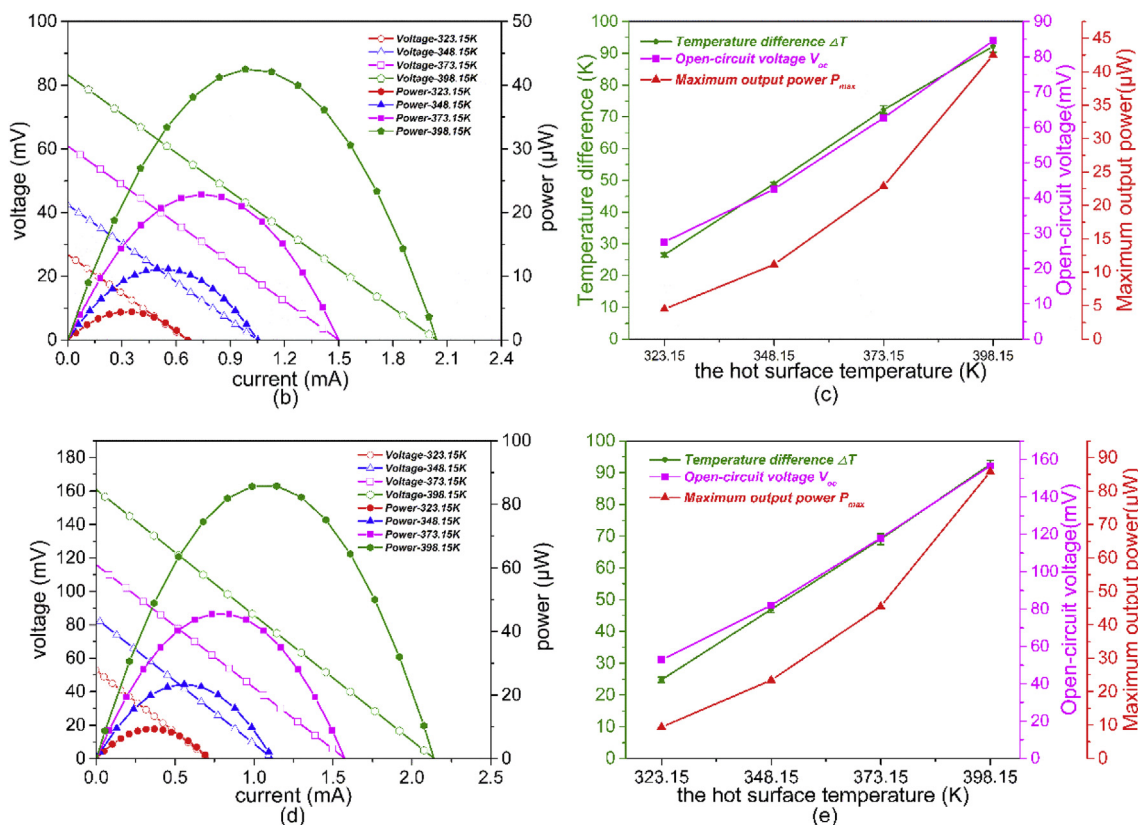 100
80
60
40
20
0
voltage (mV)
0.0 0.3 0.6 0.9 1.2 1.5 1.8 2.1 2.4
current (mA)
50
40
30
20
10
0
power (μW)
Voltage-323.15K
Voltage-348.15K
Voltage-373.15K
Voltage-398.15K
Power-323.15K
Power-348.15K
Power-373.15K
Power-398.15K
(b)
100
90
80
70
60
50
40
30
20
10
0
Temperature difference (K)
Temperature difference △T
Open-circuit voltage Voc
Maximum output power Pmax
323.15 348.15 373.15 398.15
the hot surface temperature (K)
90
80
70
60
50
40
30
20
10
0
Open-circuit voltage(mV)
45
40
35
30
25
20
15
10
5
0
Maximum output power(μW)
(c)
180
160
140
120
100
80
60
40
20
0
voltage (mV)
0.0 0.5 1.0 1.5 2.0 2.5
current (mA)
100
80
60
40
20
0
power (μW)
Voltage-323.15K
Voltage-348.15K
Voltage-373.15K
Voltage-398.15K
Power-323.15K
Power-348.15K
Power-373.15K
Power-398.15K
(d)
100
90
80
70
60
50
40
30
20
10
0
Temperature difference (K)
Temperature difference △T
Open-circuit voltage Voc
Maximum output power Pmax
323.15 348.15 373.15 398.15
the hot surface temperature (K)
160
140
120
100
80
60
40
20
0
Open-circuit voltage(mV)
90
80
70
60
50
40
30
20
10
0
Maximum output power(μW)
(e)